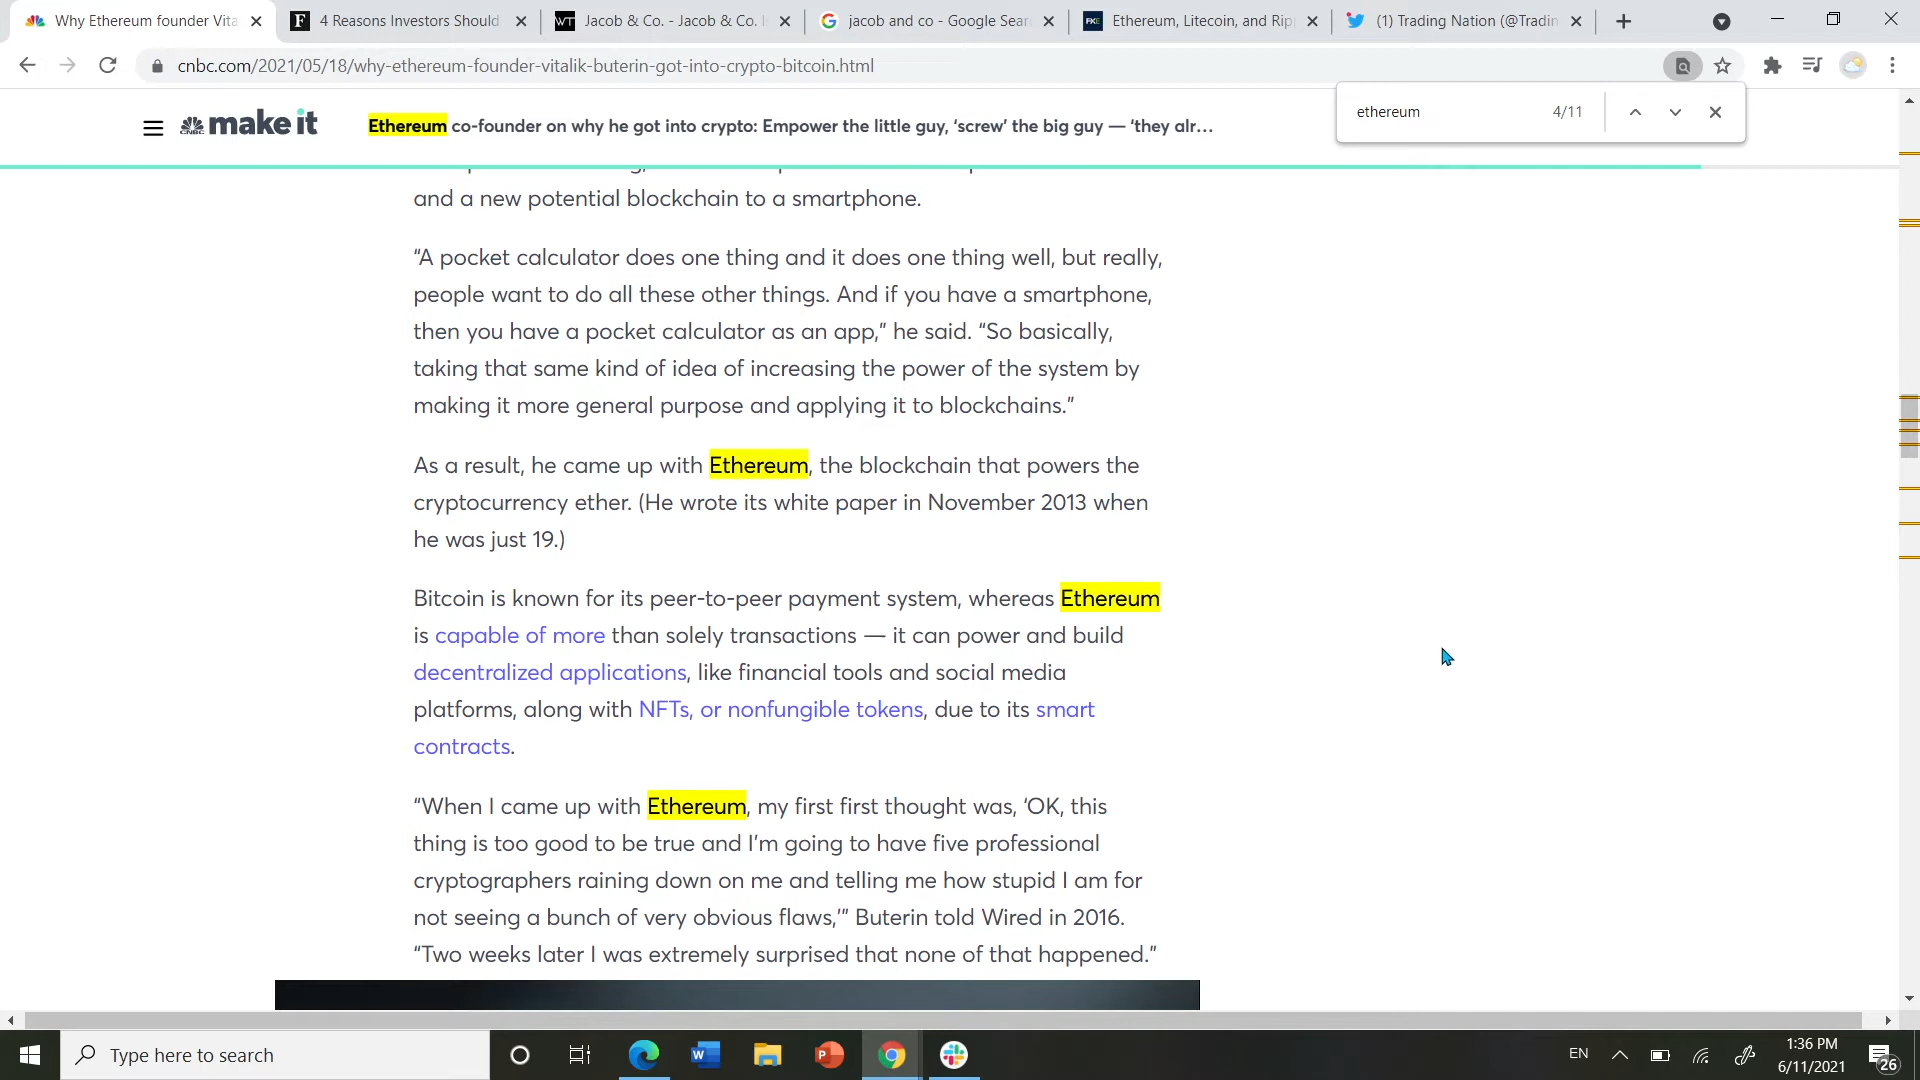 Why Ethereum founder Vita
4 Reasons Investors Should
WT
Jacob & Co. - Jacob & Co. I
jacob and co - Google Sear
FXE
Ethereum, Litecoin, and Rip
(1) Trading Nation (@Tradin
cnbc.com/2021/05/18/why-ethereum-founder-vitalik-buterin-got-into-crypto-bitcoin.html
ethereum
4/11
CNBC make it
Ethereum co-founder on why he got into crypto: Empower the little guy, ‘screw’ the big guy — ‘they alr…
and a new potential blockchain to a smartphone.
“A pocket calculator does one thing and it does one thing well, but really,
people want to do all these other things. And if you have a smartphone,
then you have a pocket calculator as an app,” he said. “So basically,
taking that same kind of idea of increasing the power of the system by
making it more general purpose and applying it to blockchains.”
As a result, he came up with Ethereum, the blockchain that powers the
cryptocurrency ether. (He wrote its white paper in November 2013 when
he was just 19.)
Bitcoin is known for its peer-to-peer payment system, whereas Ethereum
is capable of more than solely transactions — it can power and build
decentralized applications, like financial tools and social media
platforms, along with NFTs, or nonfungible tokens, due to its smart
contracts.
“When I came up with Ethereum, my first first thought was, ‘OK, this
thing is too good to be true and I’m going to have five professional
cryptographers raining down on me and telling me how stupid I am for
not seeing a bunch of very obvious flaws,’” Buterin told Wired in 2016.
“Two weeks later I was extremely surprised that none of that happened.”
Type here to search
EN
1:36 PM
6/11/2021
26